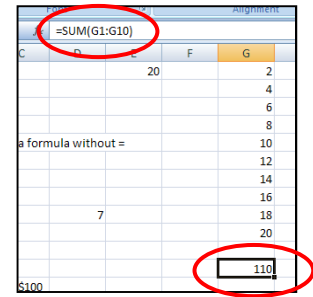 Alignment
=SUM(G1:G10)
C D E F G
20 2
4
6
8
a formula without = 10
12
14
16
7 18
20
110
$100